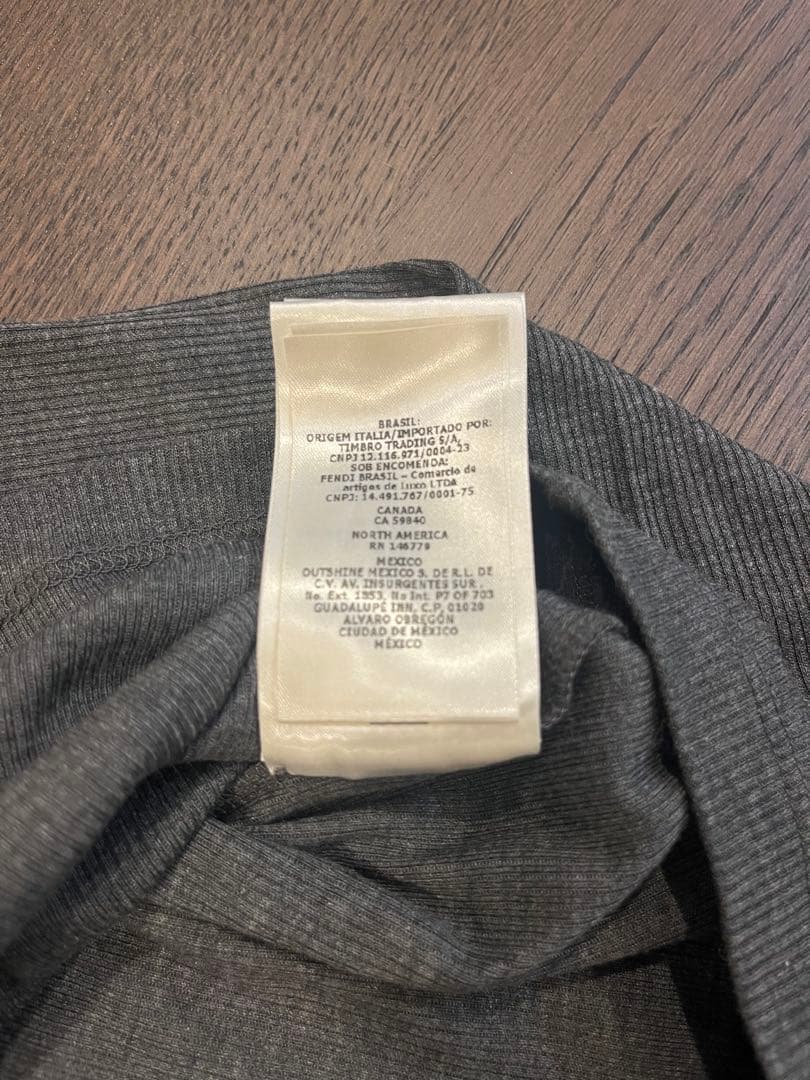 BRASIL:
ORIGEM ITALIA/IMPORTADO POR:
TIMBRO TRADING S/A,
CNPJ 12.116.971/0004-23
SOB ENCOMENDA:
FENDI BRASIL – Comercio de
artigos de luxo LTDA
CNPJ: 14.491.767/0001-75
CANADA
CA 59840
NORTH AMERICA
RN 146779
MEXICO
OUTSHINE MEXICO S. DE R.L. DE
C.V. AV. INSURGENTES SUR.
No. Ext. 1853, No Int. P7 OF 703
GUADALUPE INN, C.P, 01020
ALVARO OBREGÓN
CIUDAD DE MÉXICO
MÉXICO